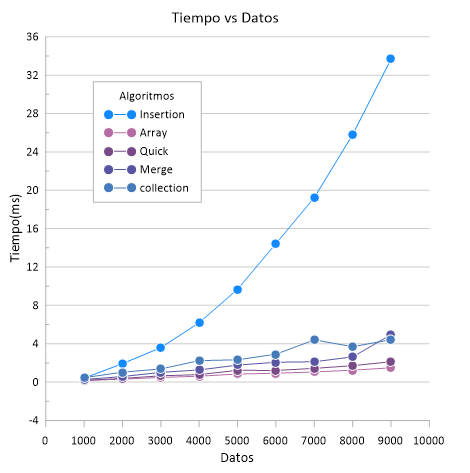 Tiempo vs Datos
36
32
28
24
20
16
12
8
4
0
-4
Tiempo(ms)
Algoritmos
Insertion
Array
Quick
Merge
collection
0 1000 2000 3000 4000 5000 6000 7000 8000 9000 10000
Datos